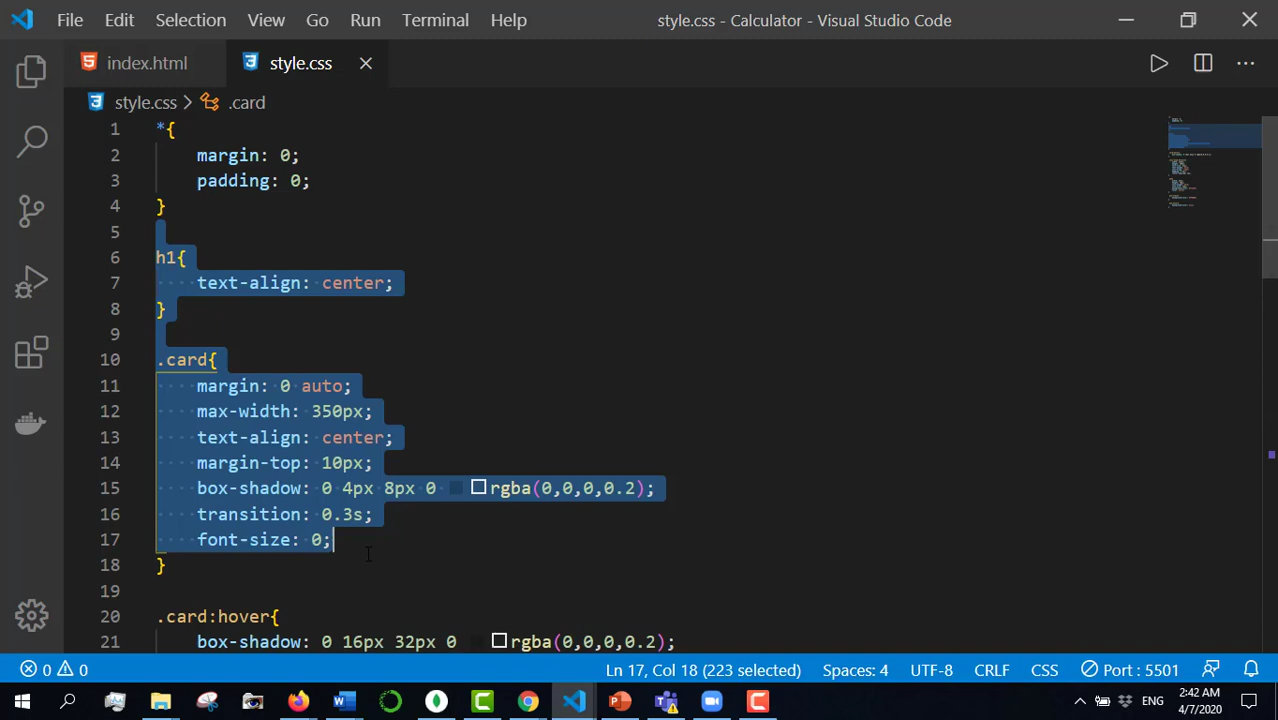 File Edit Selection View Go Run Terminal Help style.css - Calculator - Visual Studio Code
index.html style.css
style.css > .card
1 *{
2 margin: 0;
3 padding: 0;
4 }
5
6 h1{
7 text-align: center;
8 }
9
10 .card{
11 margin: 0 auto;
12 max-width: 350px;
13 text-align: center;
14 margin-top: 10px;
15 box-shadow: 0 4px 8px 0 rgba(0,0,0,0.2);
16 transition: 0.3s;
17 font-size: 0;
18 }
19
20 .card:hover{
21 box-shadow: 0 16px 32px 0 rgba(0,0,0,0.2);
0 0 Ln 17, Col 18 (223 selected) Spaces: 4 UTF-8 CRLF CSS Port : 5501
ENG 2:42 AM
4/7/2020